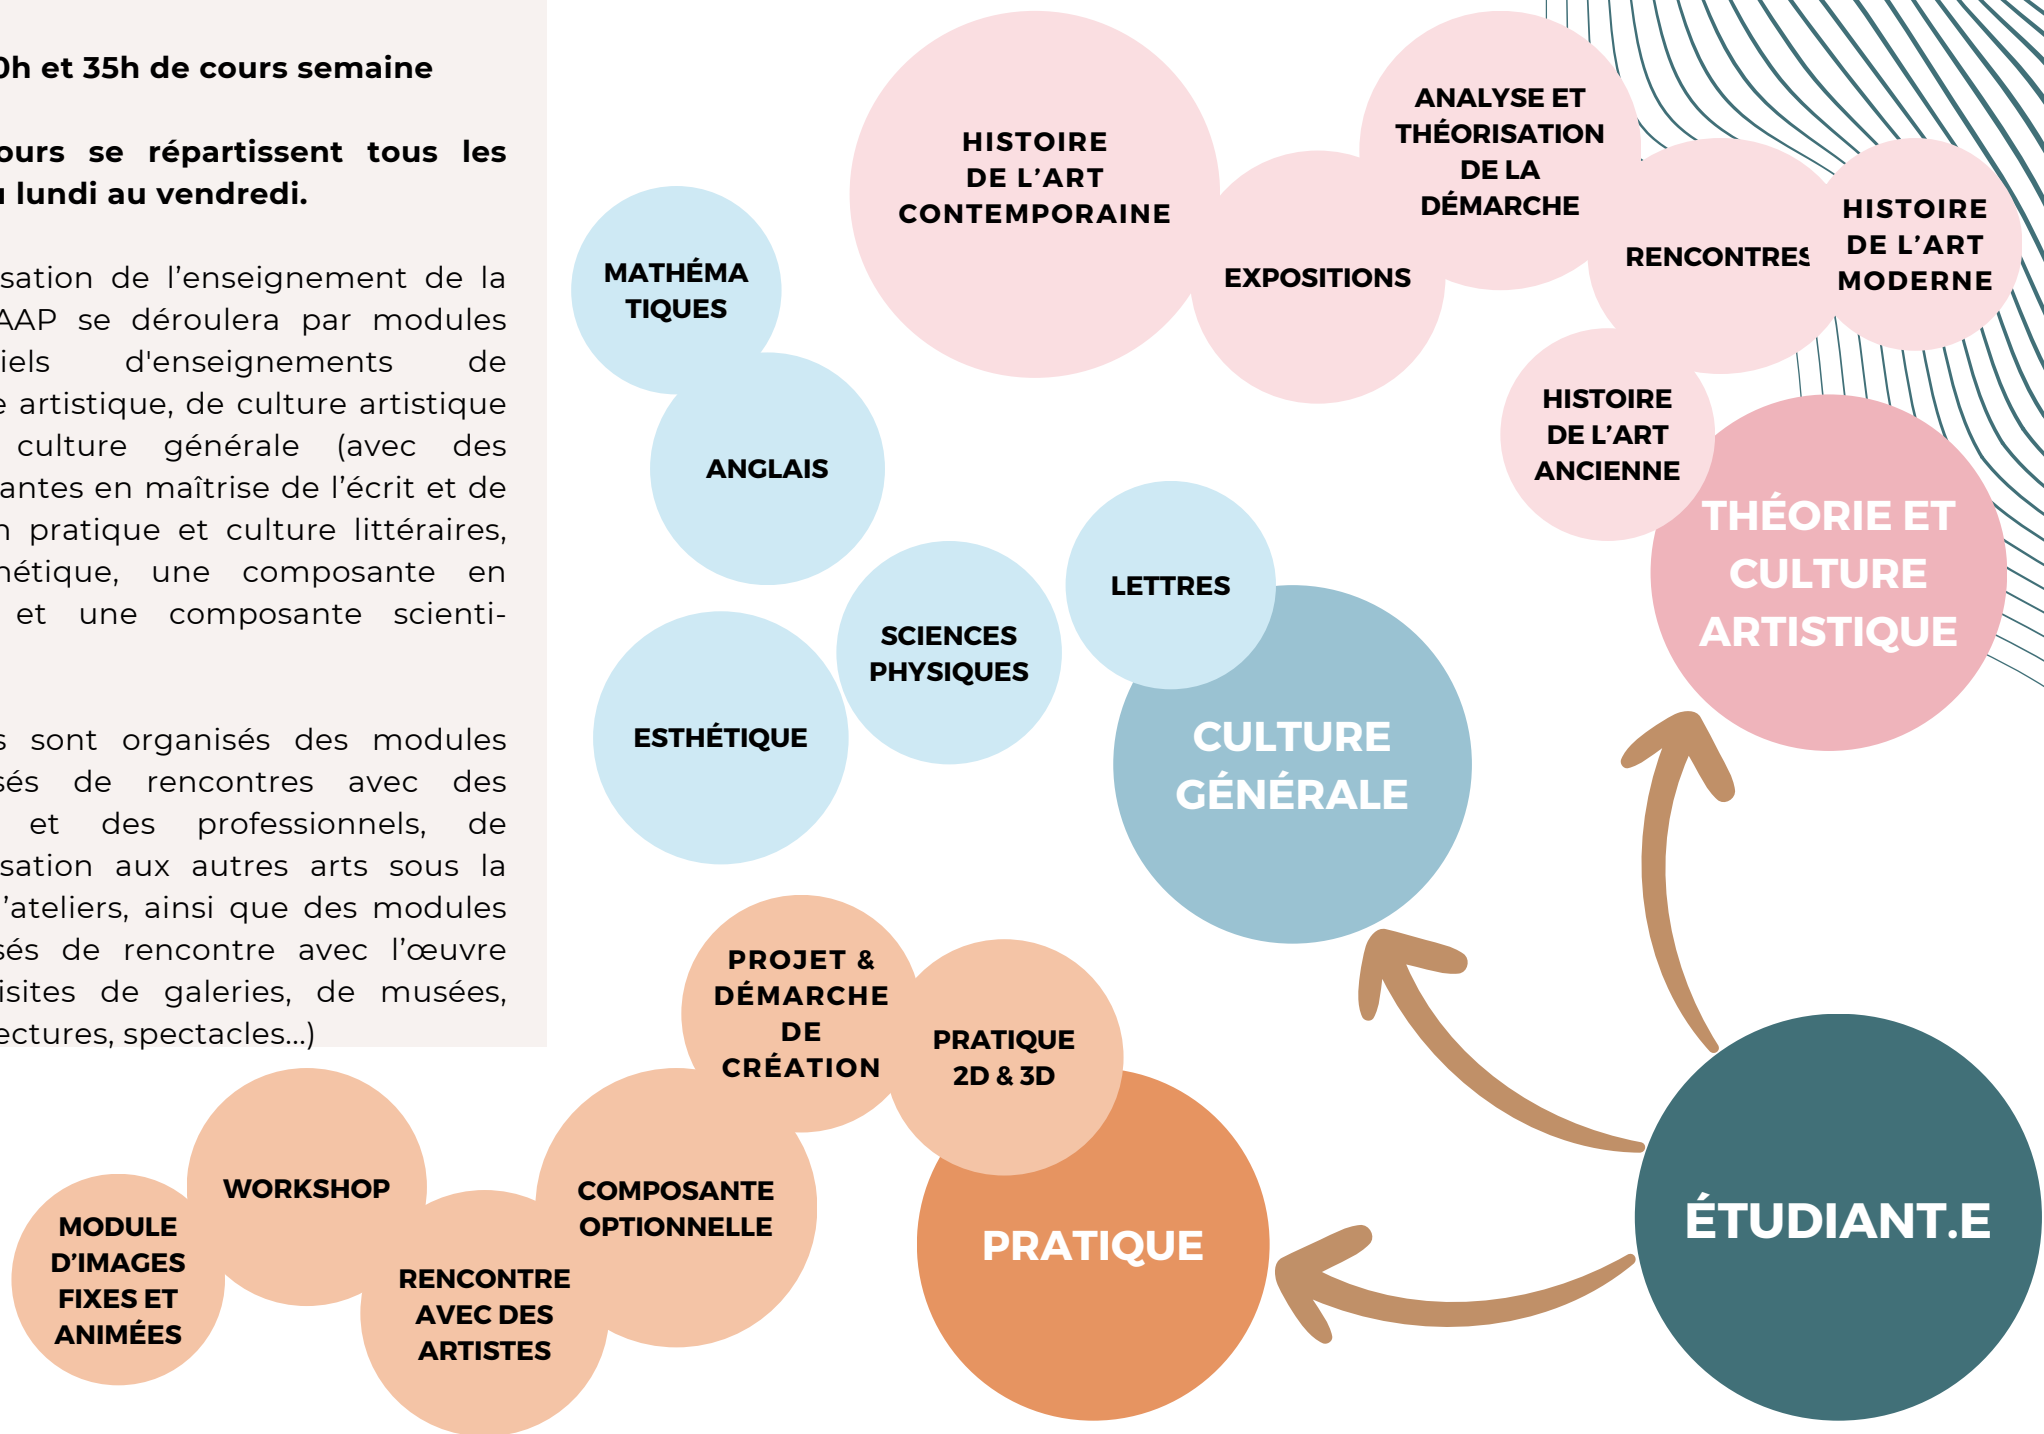 0h et 35h de cours semaine
ours se répartissent tous les
u lundi au vendredi.
sation de l’enseignement de la
AAP se déroulera par modules
iels d'enseignements de
e artistique, de culture artistique
culture générale (avec des
antes en maîtrise de l’écrit et de
n pratique et culture littéraires,
hétique, une composante en
et une composante scienti-
s sont organisés des modules
sés de rencontres avec des
et des professionnels, de
sation aux autres arts sous la
’ateliers, ainsi que des modules
sés de rencontre avec l’œuvre
isites de galeries, de musées,
ectures, spectacles...)
HISTOIRE
DE L’ART
CONTEMPORAINE
EXPOSITIONS
ANALYSE ET
THÉORISATION
DE LA
DÉMARCHE
RENCONTRES
HISTOIRE
DE L’ART
MODERNE
HISTOIRE
DE L’ART
ANCIENNE
THÉORIE ET
CULTURE
ARTISTIQUE
MATHÉMA
TIQUES
ANGLAIS
ESTHÉTIQUE
SCIENCES
PHYSIQUES
LETTRES
CULTURE
GÉNÉRALE
PROJET &
DÉMARCHE
DE
CRÉATION
PRATIQUE
2D & 3D
MODULE
D’IMAGES
FIXES ET
ANIMÉES
WORKSHOP
RENCONTRE
AVEC DES
ARTISTES
COMPOSANTE
OPTIONNELLE
PRATIQUE
ÉTUDIANT.E